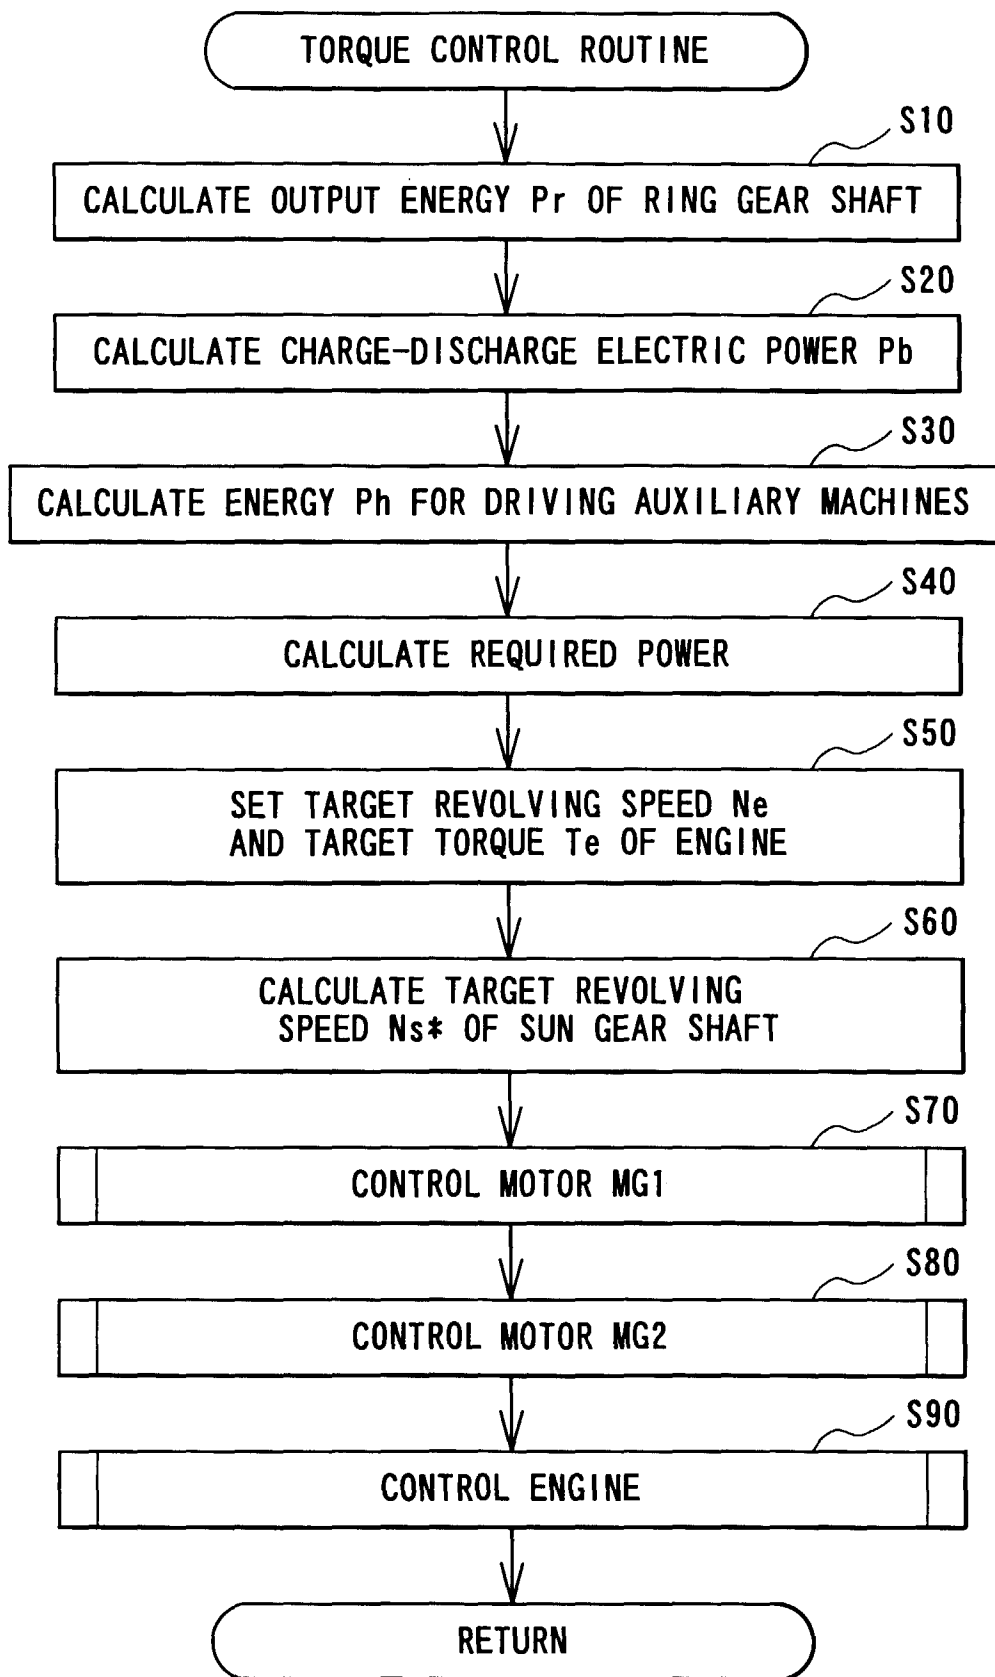 TORQUE CONTROL ROUTINE
S10
CALCULATE OUTPUT ENERGY Pr OF RING GEAR SHAFT
S20
CALCULATE CHARGE-DISCHARGE ELECTRIC POWER Pb
S30
CALCULATE ENERGY Ph FOR DRIVING AUXILIARY MACHINES
S40
CALCULATE REQUIRED POWER
S50
SET TARGET REVOLVING SPEED Ne
AND TARGET TORQUE Te OF ENGINE
S60
CALCULATE TARGET REVOLVING
SPEED Ns* OF SUN GEAR SHAFT
S70
CONTROL MOTOR MG1
S80
CONTROL MOTOR MG2
S90
CONTROL ENGINE
RETURN